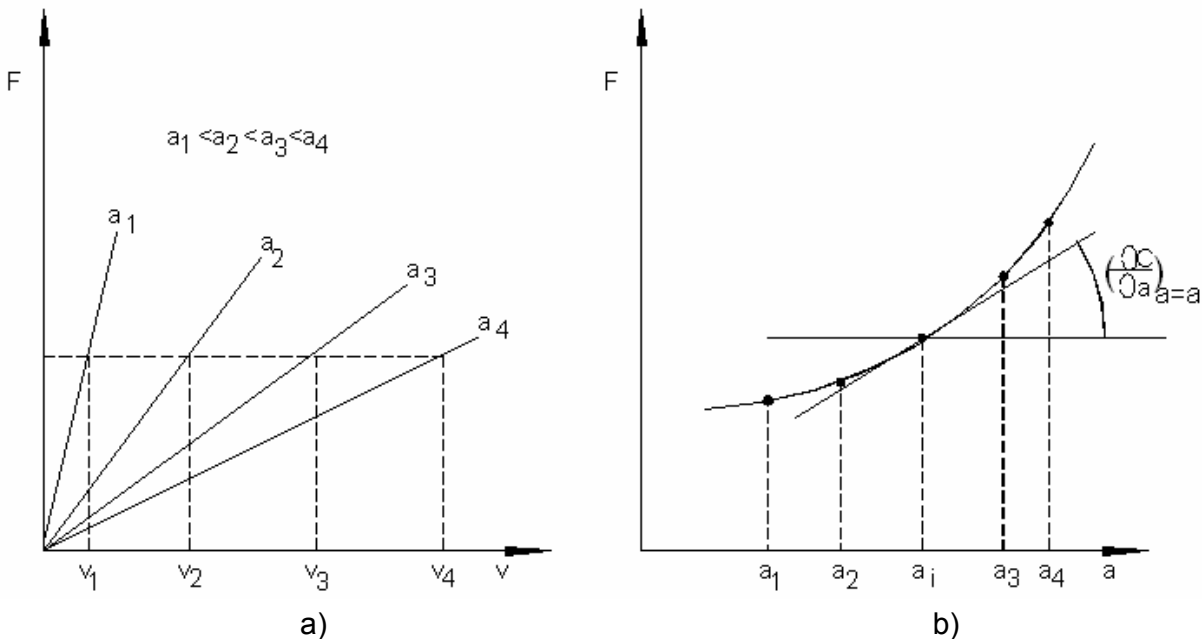 F
a₁ <a₂ <a₃ <a₄
a₁
a₂
a₃
a₄
v₁ v₂ v₃ v₄ v
a)
F
(∂c/∂a)a=a
a₁ a₂ aᵢ a₃ a₄ a
b)